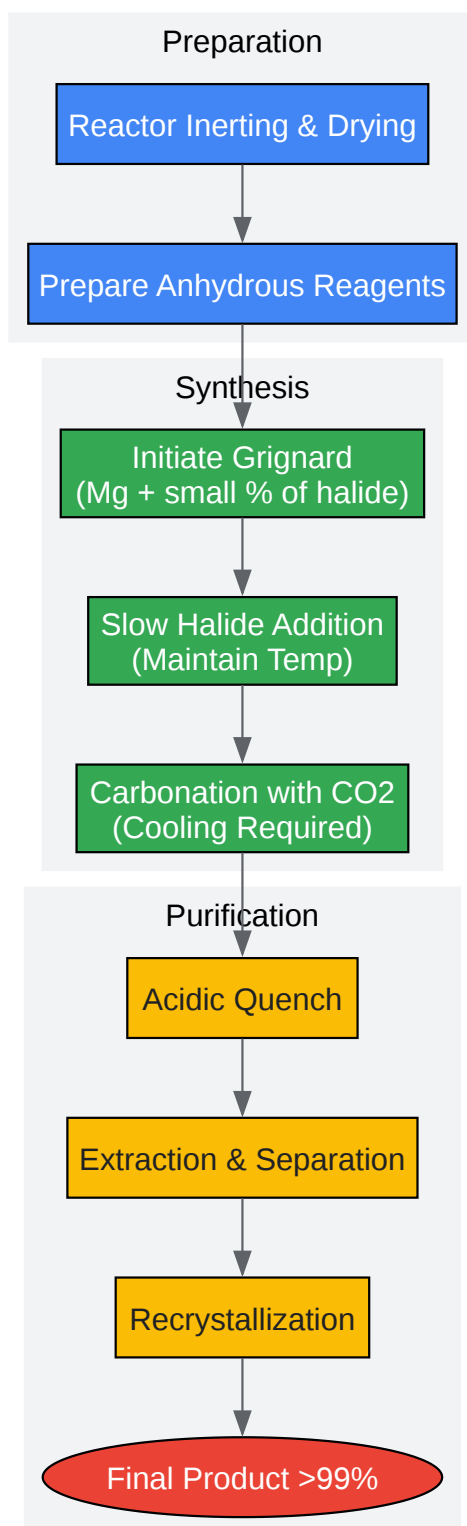 Preparation
Reactor Inerting & Drying
Prepare Anhydrous Reagents
Synthesis
Initiate Grignard
(Mg + small % of halide)
Slow Halide Addition
(Maintain Temp)
Carbonation with CO2
(Cooling Required)
Purification
Acidic Quench
Extraction & Separation
Recrystallization
Final Product >99%